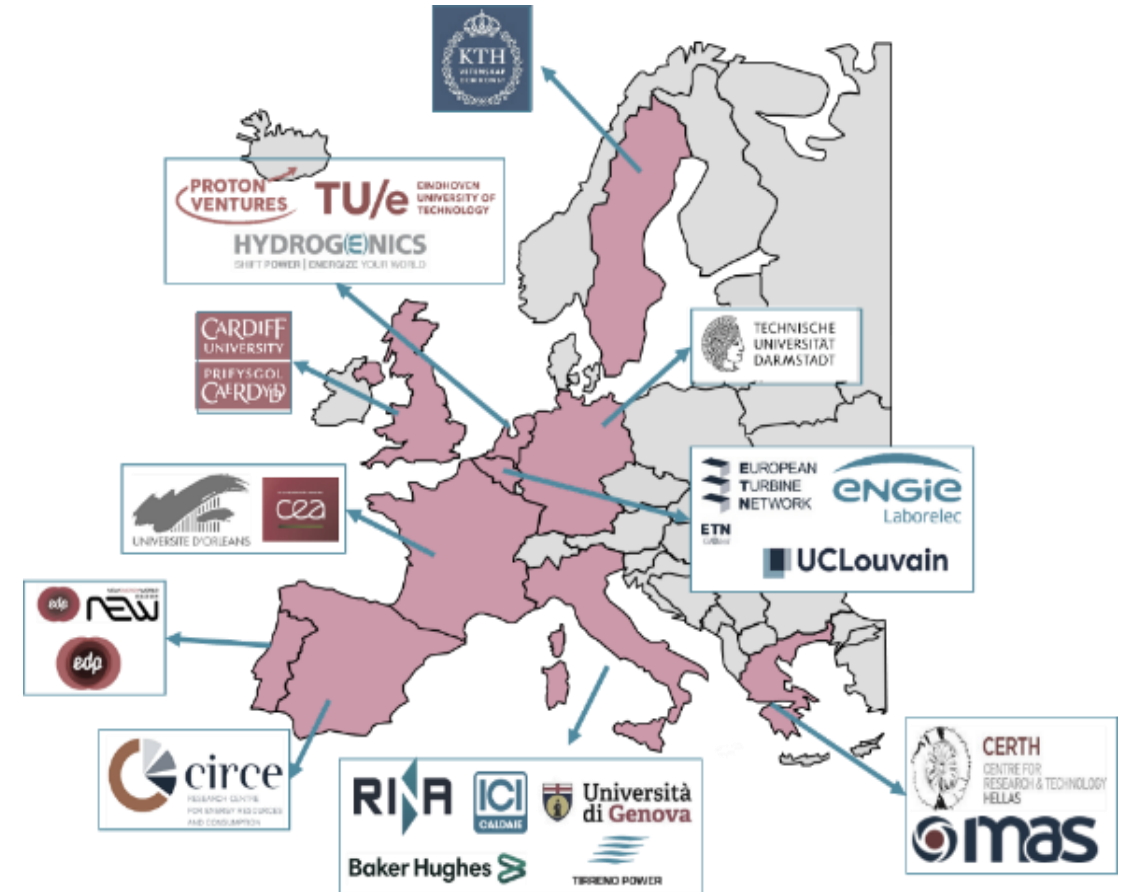 KTH
PROTON
VENTURES
TU/e
EINDHOVEN
UNIVERSITY OF
TECHNOLOGY
HYDROG(E)NICS
SHIFT POWER | ENERGIZE YOUR WORLD
CARDIFF
UNIVERSITY
PRIFYSGOL
CAERDYDD
TECHNISCHE
UNIVERSITÄT
DARMSTADT
EUROPEAN
TURBINE
NETWORK
ETN
ENGIE
Laborelec
UCLouvain
UNIVERSITE D'ORLEANS
cea
edp
new
edp
circe
RESEARCH CENTRE
FOR ENERGY RESOURCES
AND CONSUMPTION
RINA
ICI
CALDAIE
Università
di Genova
Baker Hughes
TIRRENO POWER
CERTH
CENTRE FOR
RESEARCH & TECHNOLOGY
HELLAS
mas